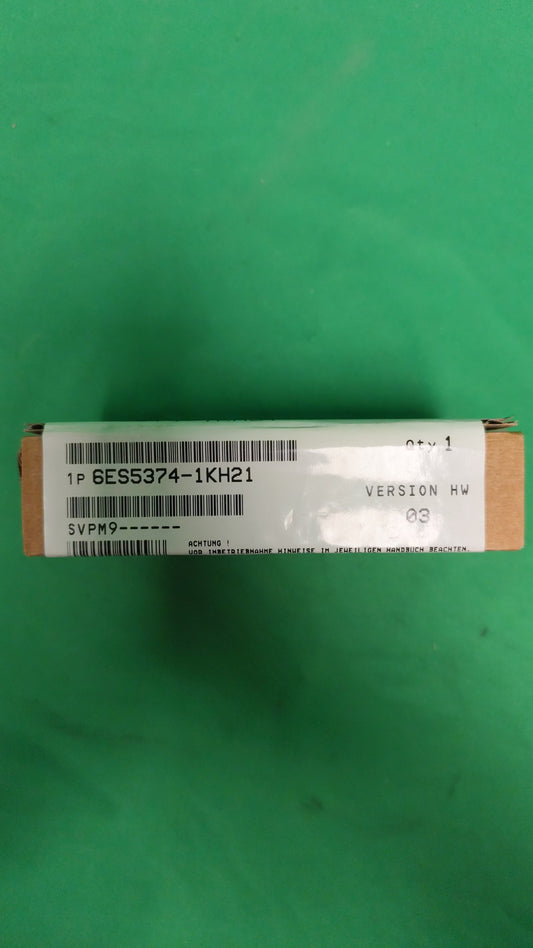 Qty 1
1P 6ES5374-1KH21
VERSION HW
03
SVPM9------
ACHTUNG !
VOR INBETRIEBNAHME HINWEISE IM JEWEILIGEN HANDBUCH BEACHTEN.